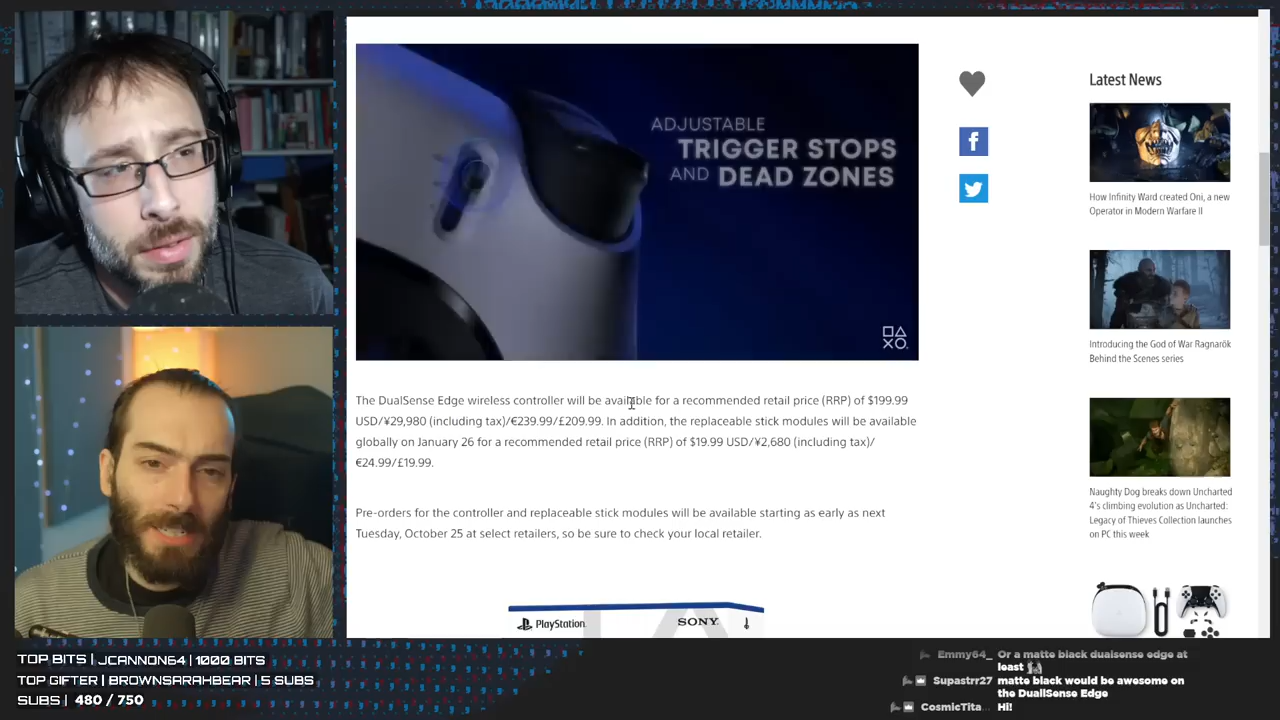 ADJUSTABLE
TRIGGER STOPS
AND DEAD ZONES
The DualSense Edge wireless controller will be available for a recommended retail price (RRP) of $199.99
USD/¥29,980 (including tax)/€239.99/£209.99. In addition, the replaceable stick modules will be available
globally on January 26 for a recommended retail price (RRP) of $19.99 USD/¥2,680 (including tax)/
€24.99/£19.99.
Pre-orders for the controller and replaceable stick modules will be available starting as early as next
Tuesday, October 25 at select retailers, so be sure to check your local retailer.
PlayStation.
SONY
Latest News
How Infinity Ward created Oni, a new
Operator in Modern Warfare II
Introducing the God of War Ragnarök
Behind the Scenes series
Naughty Dog breaks down Uncharted
4's climbing evolution as Uncharted:
Legacy of Thieves Collection launches
on PC this week
TOP BITS | JCANNON64 | 1000 BITS
TOP GIFTER | BROWNSARAHBEAR | 5 SUBS
SUBS | 480 / 750
Emmy64_ Or a matte black dualsense edge at
least
Supastrr27 matte black would be awesome on
the DuallSense Edge
CosmicTita... Hi!